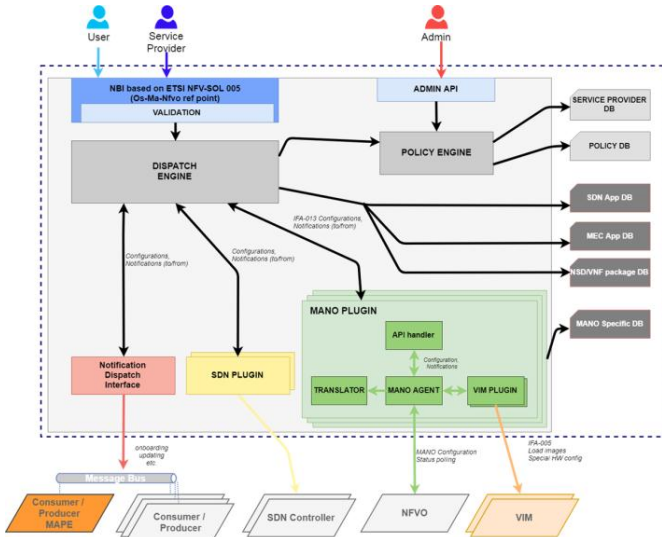 User
Service
Provider
Admin
NBI based on ETSI NFV-SOL 005
(Os-Ma-Nfvo ref point)
VALIDATION
ADMIN API
SERVICE PROVIDER
DB
DISPATCH
ENGINE
POLICY ENGINE
POLICY DB
SDN App DB
IFA-013 Configurations,
Notifications (to/from)
MEC App DB
Configurations,
Notifications (to/from)
Configurations,
Notifications (to/from)
NSD/VNF package DB
MANO PLUGIN
MANO Specific DB
API handler
Notification
Dispatch
Interface
SDN PLUGIN
Configuration,
Notifications
TRANSLATOR
MANO AGENT
VIM PLUGIN
onboarding
updating
etc
MANO Configuration
Status polling
IFA-005
Load images
Special HW config
Message Bus
Consumer /
Producer
MAPE
Consumer /
Producer
SDN Controller
NFVO
VIM